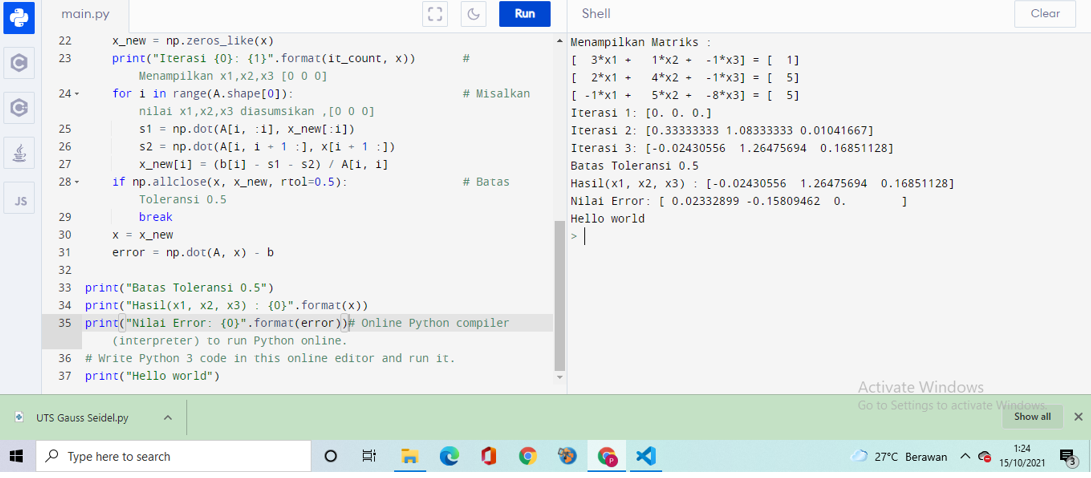 main.py
Run
Shell
Clear
22 x_new = np.zeros_like(x)
23 print("Iterasi {0}: {1}".format(it_count, x)) #
Menampilkan x1,x2,x3 [0 0 0]
24 for i in range(A.shape[0]): # Misalkan
nilai x1,x2,x3 diasumsikan ,[0 0 0]
25 s1 = np.dot(A[i, :i], x_new[:i])
26 s2 = np.dot(A[i, i + 1 :], x[i + 1 :])
27 x_new[i] = (b[i] - s1 - s2) / A[i, i]
28 if np.allclose(x, x_new, rtol=0.5): # Batas
Toleransi 0.5
29 break
30 x = x_new
31 error = np.dot(A, x) - b
32
33 print("Batas Toleransi 0.5")
34 print("Hasil(x1, x2, x3) : {0}".format(x))
35 print("Nilai Error: {0}".format(error))# Online Python compiler
(interpreter) to run Python online.
36 # Write Python 3 code in this online editor and run it.
37 print("Hello world")
JS
Menampilkan Matriks :
[  3*x1 +   1*x2 +  -1*x3] = [  1]
[  2*x1 +   4*x2 +  -1*x3] = [  5]
[ -1*x1 +   5*x2 +  -8*x3] = [  5]
Iterasi 1: [0. 0. 0.]
Iterasi 2: [0.33333333 1.08333333 0.01041667]
Iterasi 3: [-0.02430556  1.26475694  0.16851128]
Batas Toleransi 0.5
Hasil(x1, x2, x3) : [-0.02430556  1.26475694  0.16851128]
Nilai Error: [ 0.02332899 -0.15809462  0.        ]
Hello world
>
Activate Windows
Go to Settings to activate Windows.
UTS Gauss Seidel.py
Show all
Type here to search
27°C Berawan
1:24
15/10/2021
3